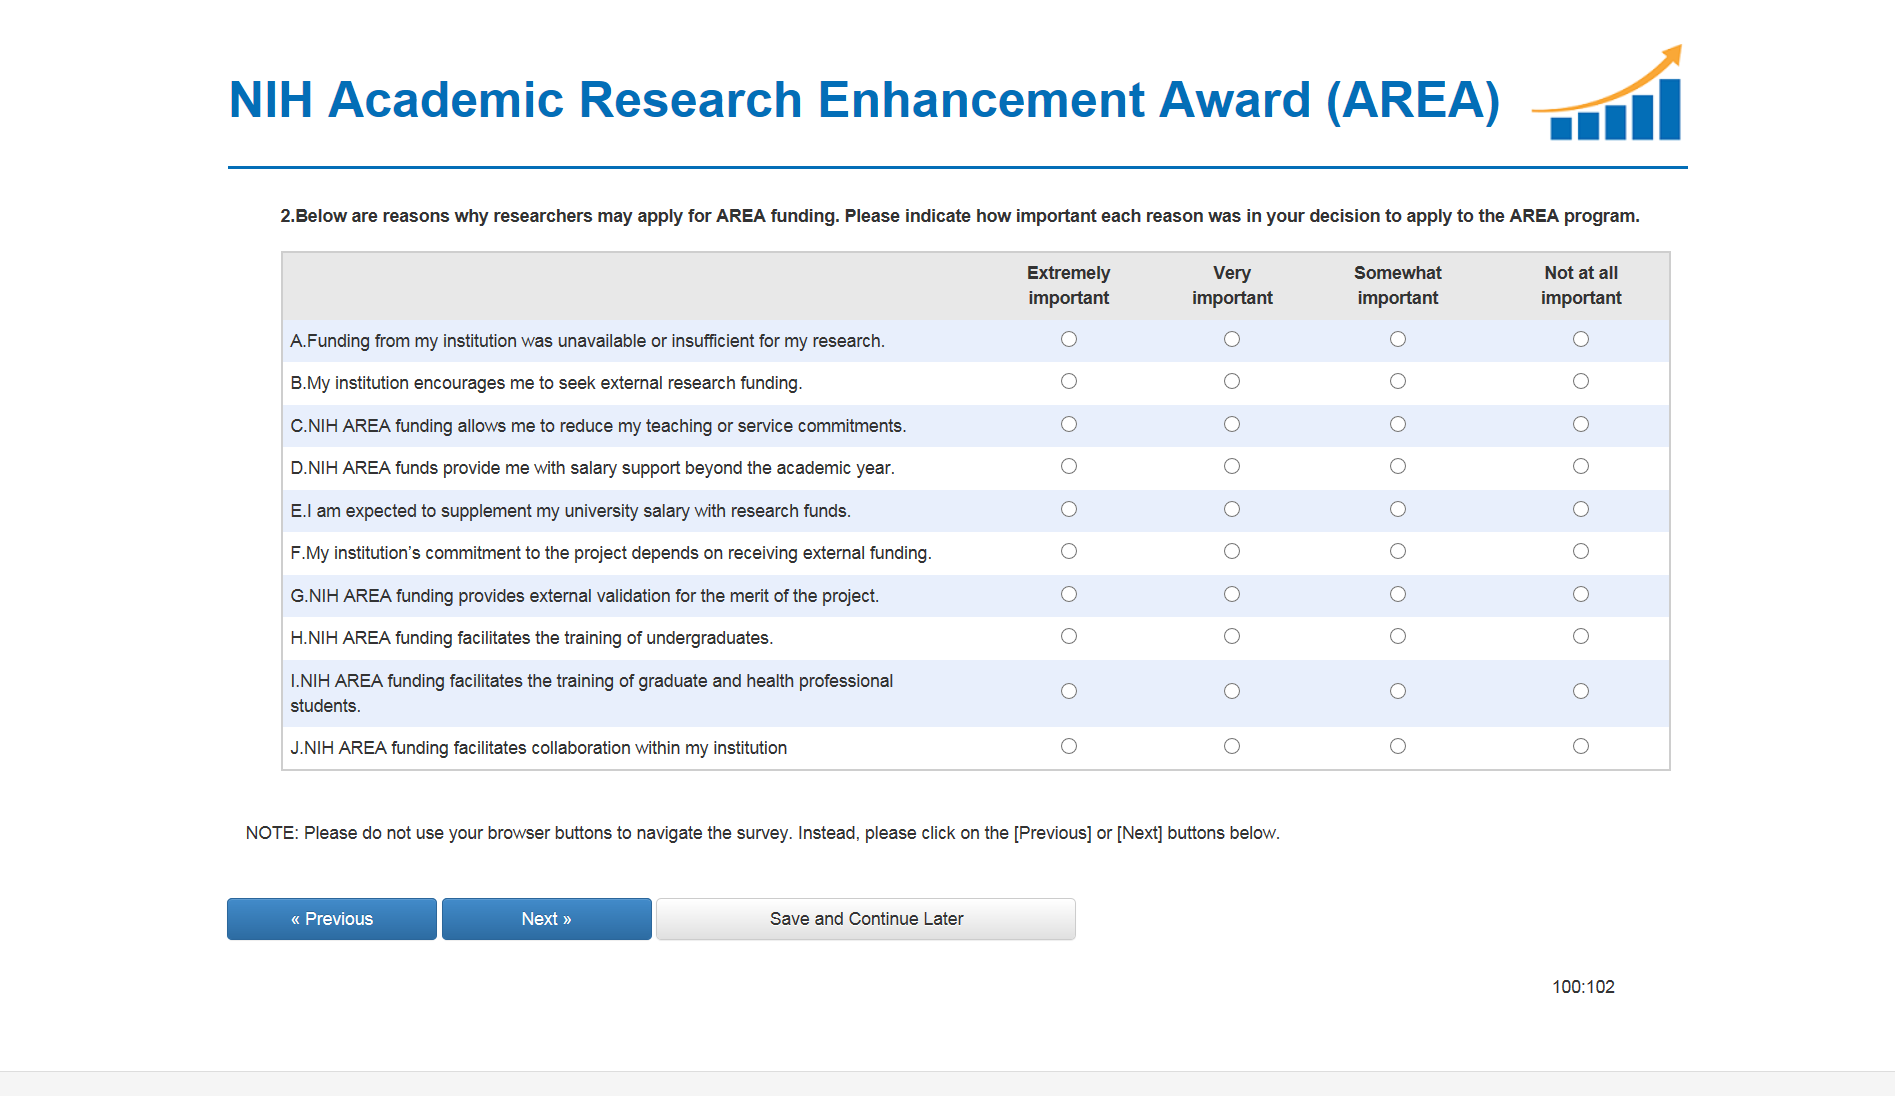 NIH Academic Research Enhancement Award (AREA)
2.Below are reasons why researchers may apply for AREA funding. Please indicate how important each reason was in your decision to apply to the AREA program.
Extremely important
Very important
Somewhat important
Not at all important
A.Funding from my institution was unavailable or insufficient for my research.
B.My institution encourages me to seek external research funding.
C.NIH AREA funding allows me to reduce my teaching or service commitments.
D.NIH AREA funds provide me with salary support beyond the academic year.
E.I am expected to supplement my university salary with research funds.
F.My institution’s commitment to the project depends on receiving external funding.
G.NIH AREA funding provides external validation for the merit of the project.
H.NIH AREA funding facilitates the training of undergraduates.
I.NIH AREA funding facilitates the training of graduate and health professional
students.
J.NIH AREA funding facilitates collaboration within my institution
NOTE: Please do not use your browser buttons to navigate the survey. Instead, please click on the [Previous] or [Next] buttons below.
« Previous
Next »
Save and Continue Later
100:102